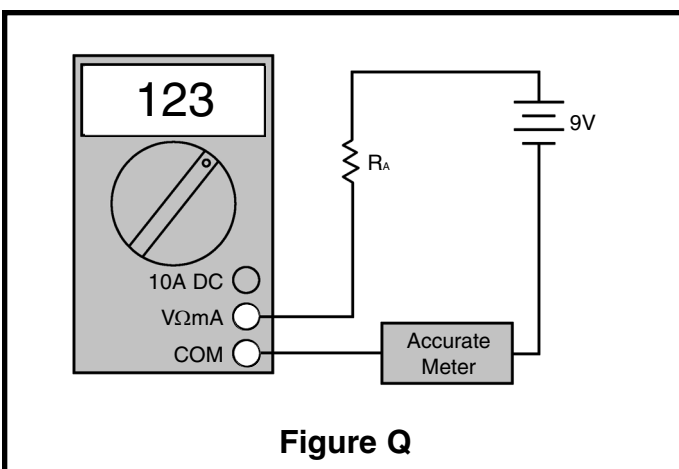 123
9V
RA
10A DC
VΩmA
COM
Accurate
Meter
Figure Q